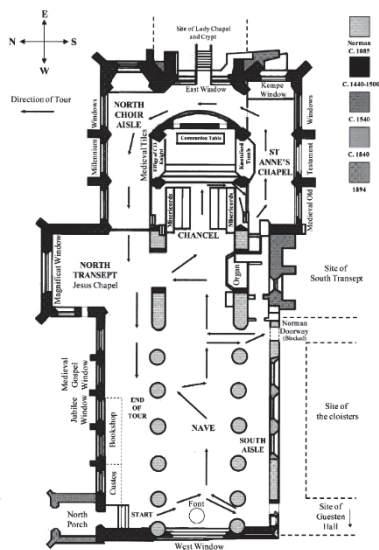 E
N
S
W
Direction of Tour
Site of Lady Chapel
and Crypt
Norman
C. 1085
C. 1440-1500
C. 1540
C. 1840
1894
East Window
Kempe
Window
NORTH
CHOIR
AISLE
Millennium Windows
Medieval Tiles
Communion Table
ST
ANNE'S
CHAPEL
Windows
Testament
Medieval Old
Misericords
Misericords
CHANCEL
Magnificat Window
NORTH
TRANSEPT
Jesus Chapel
Organ
Site of
South Transept
Norman
Doorway
(Blocked)
Medieval
Gospel
Window
Jubilee
Window
Bookshop
END
OF
TOUR
NAVE
SOUTH
AISLE
Site of
the cloisters
Custos
START
Font
North
Porch
West Window
Site of
Guesten
Hall